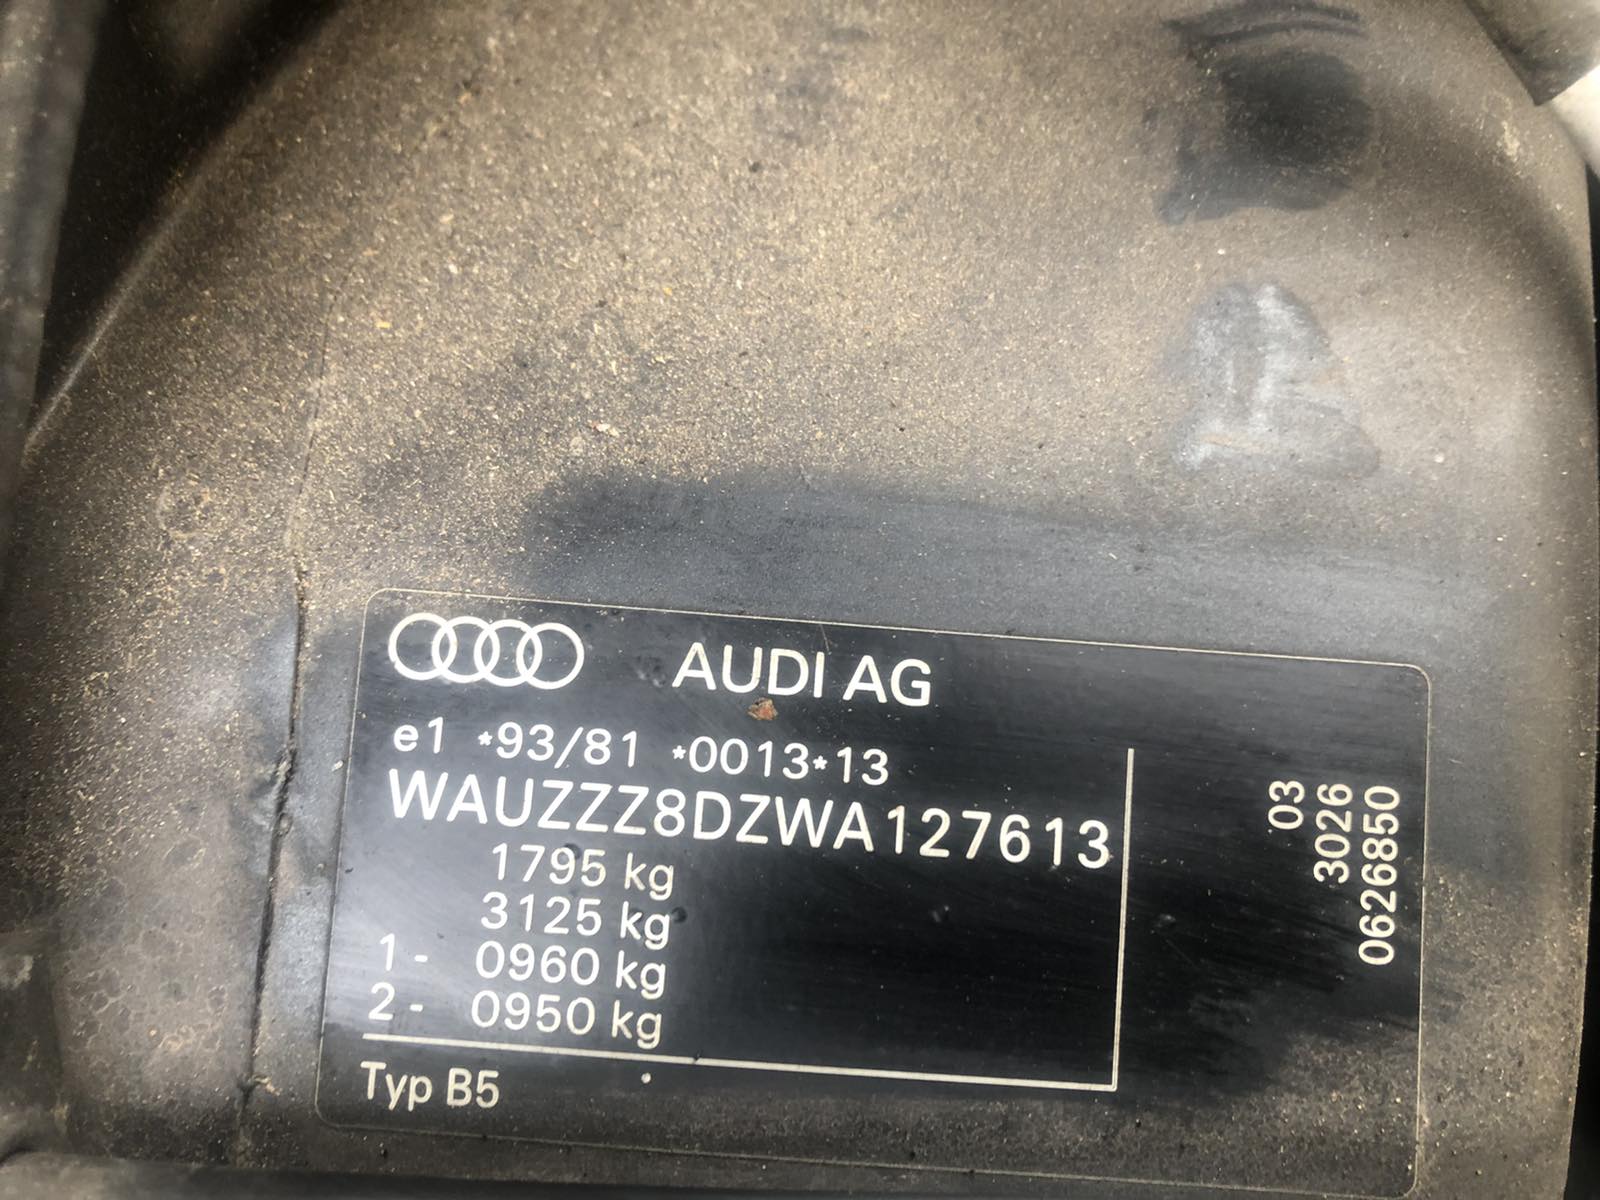 AUDI AG
e1 *93/81 *0013*13
WAUZZZ8DZWA127613
1795 kg
3125 kg
1- 0960 kg
2- 0950 kg
Typ B5
03
3026
06268850